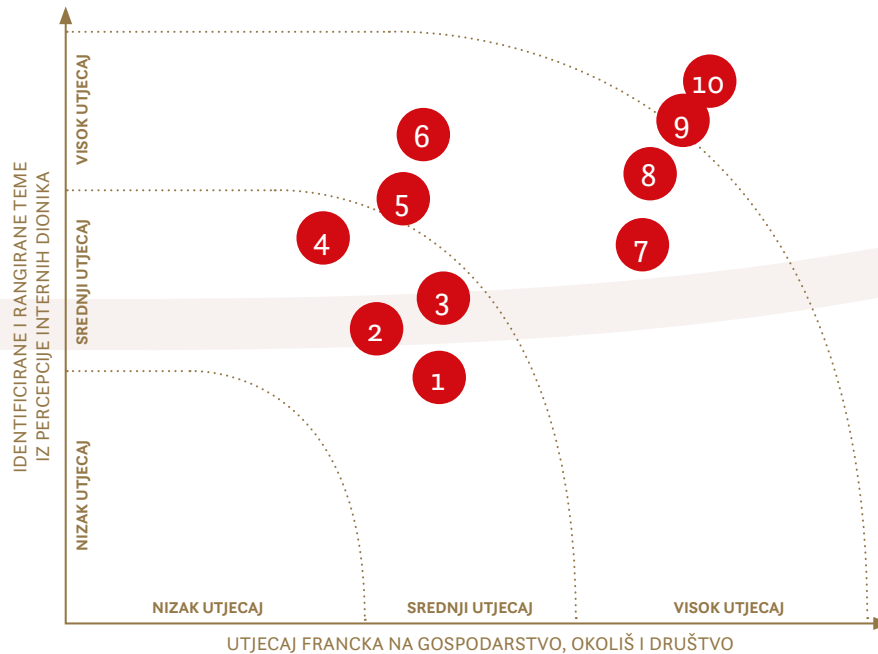 IDENTIFICIRANE I RANGIRANE TEME
IZ PERCEPCIJE INTERNIH DIONIKA
VISOK UTJECAJ
SREDNJI UTJECAJ
NIZAK UTJECAJ
10
9
6
8
5
4
7
3
2
1
NIZAK UTJECAJ
SREDNJI UTJECAJ
VISOK UTJECAJ
UTJECAJ FRANCKA NA GOSPODARSTVO, OKOLIŠ I DRUŠTVO